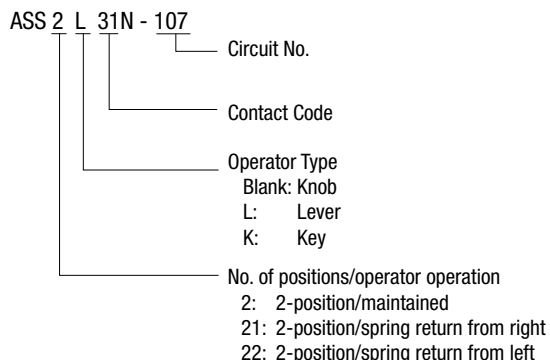 ASS 2 L 31N - 107
Circuit No.
Contact Code
Operator Type
Blank: Knob
L: Lever
K: Key
No. of positions/operator operation
2: 2-position/maintained
21: 2-position/spring return from right
22: 2-position/spring return from left